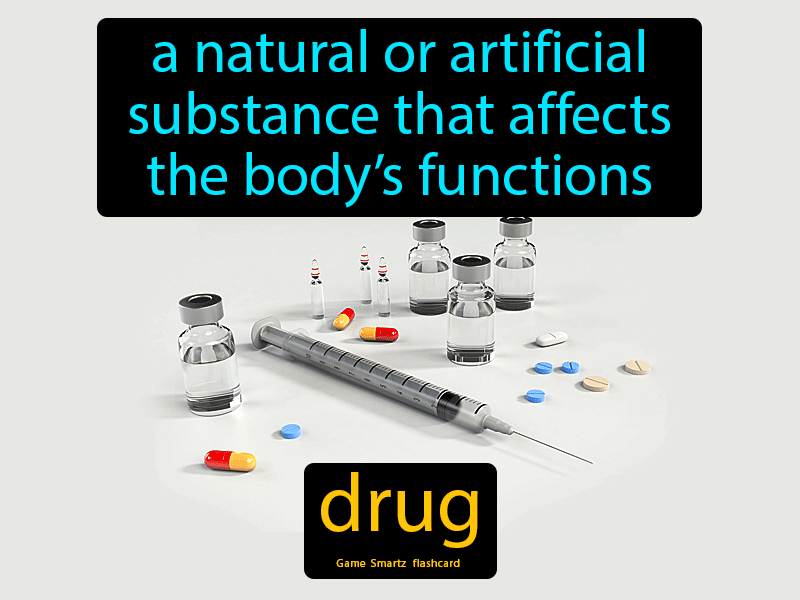 a natural or artificial
substance that affects
the body’s functions
drug
Game Smartz flashcard